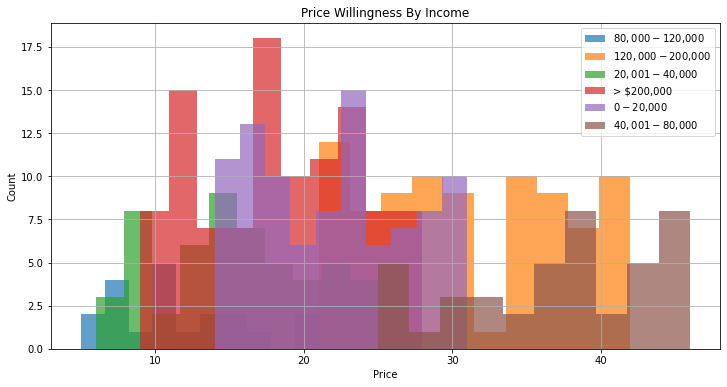 Price Willingness By Income
80,000 − 120,000
120,000 − 200,000
20,001 − 40,000
> $200,000
0 − 20,000
40,001 − 80,000
17.5
15.0
12.5
10.0
7.5
5.0
2.5
0.0
Count
10 20 30 40
Price